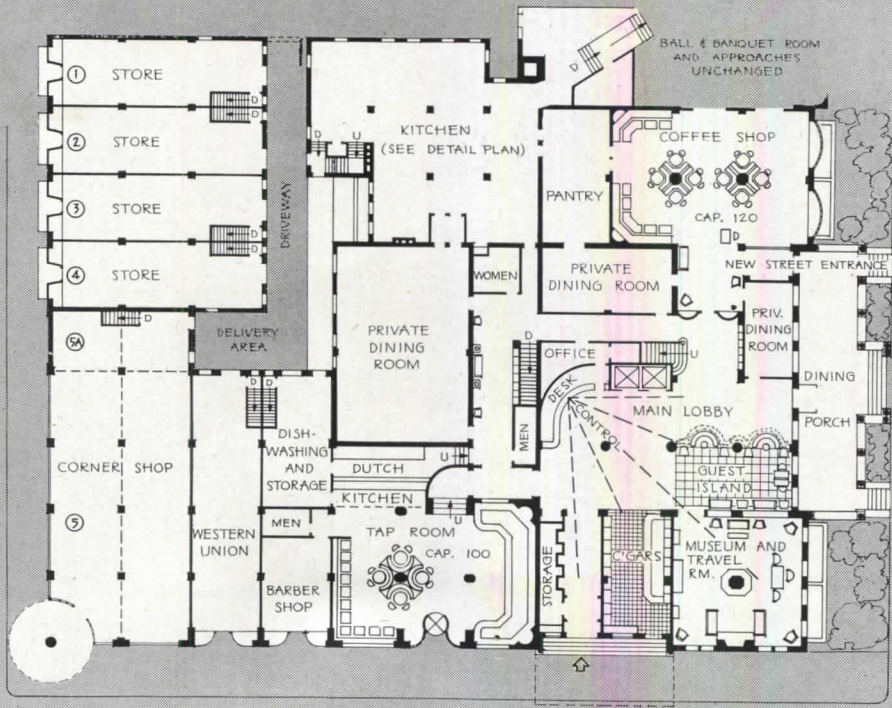 BALL & BANQUET ROOM
AND APPROACHES
UNCHANGED
① STORE
D
② STORE
③ STORE
D
D
④ STORE
DRIVEWAY
D U
KITCHEN
(SEE DETAIL PLAN)
D
PANTRY
COFFEE SHOP
CAP. 120
D
NEW STREET ENTRANCE
WOMEN
PRIVATE
DINING ROOM
PRIV.
DINING
ROOM
5A
D
DELIVERY
AREA
PRIVATE
DINING
ROOM
D
OFFICE
U
DESK
CONTROL
MAIN LOBBY
DINING
PORCH
MEN
D D
DISH-
WASHING
AND
STORAGE
DUTCH
KITCHEN
U
U
CORNER SHOP
⑤
WESTERN
UNION
MEN
BARBER
SHOP
TAP ROOM
CAP. 100
STORAGE
CIGARS
GUEST
ISLAND
MUSEUM AND
TRAVEL
RM.